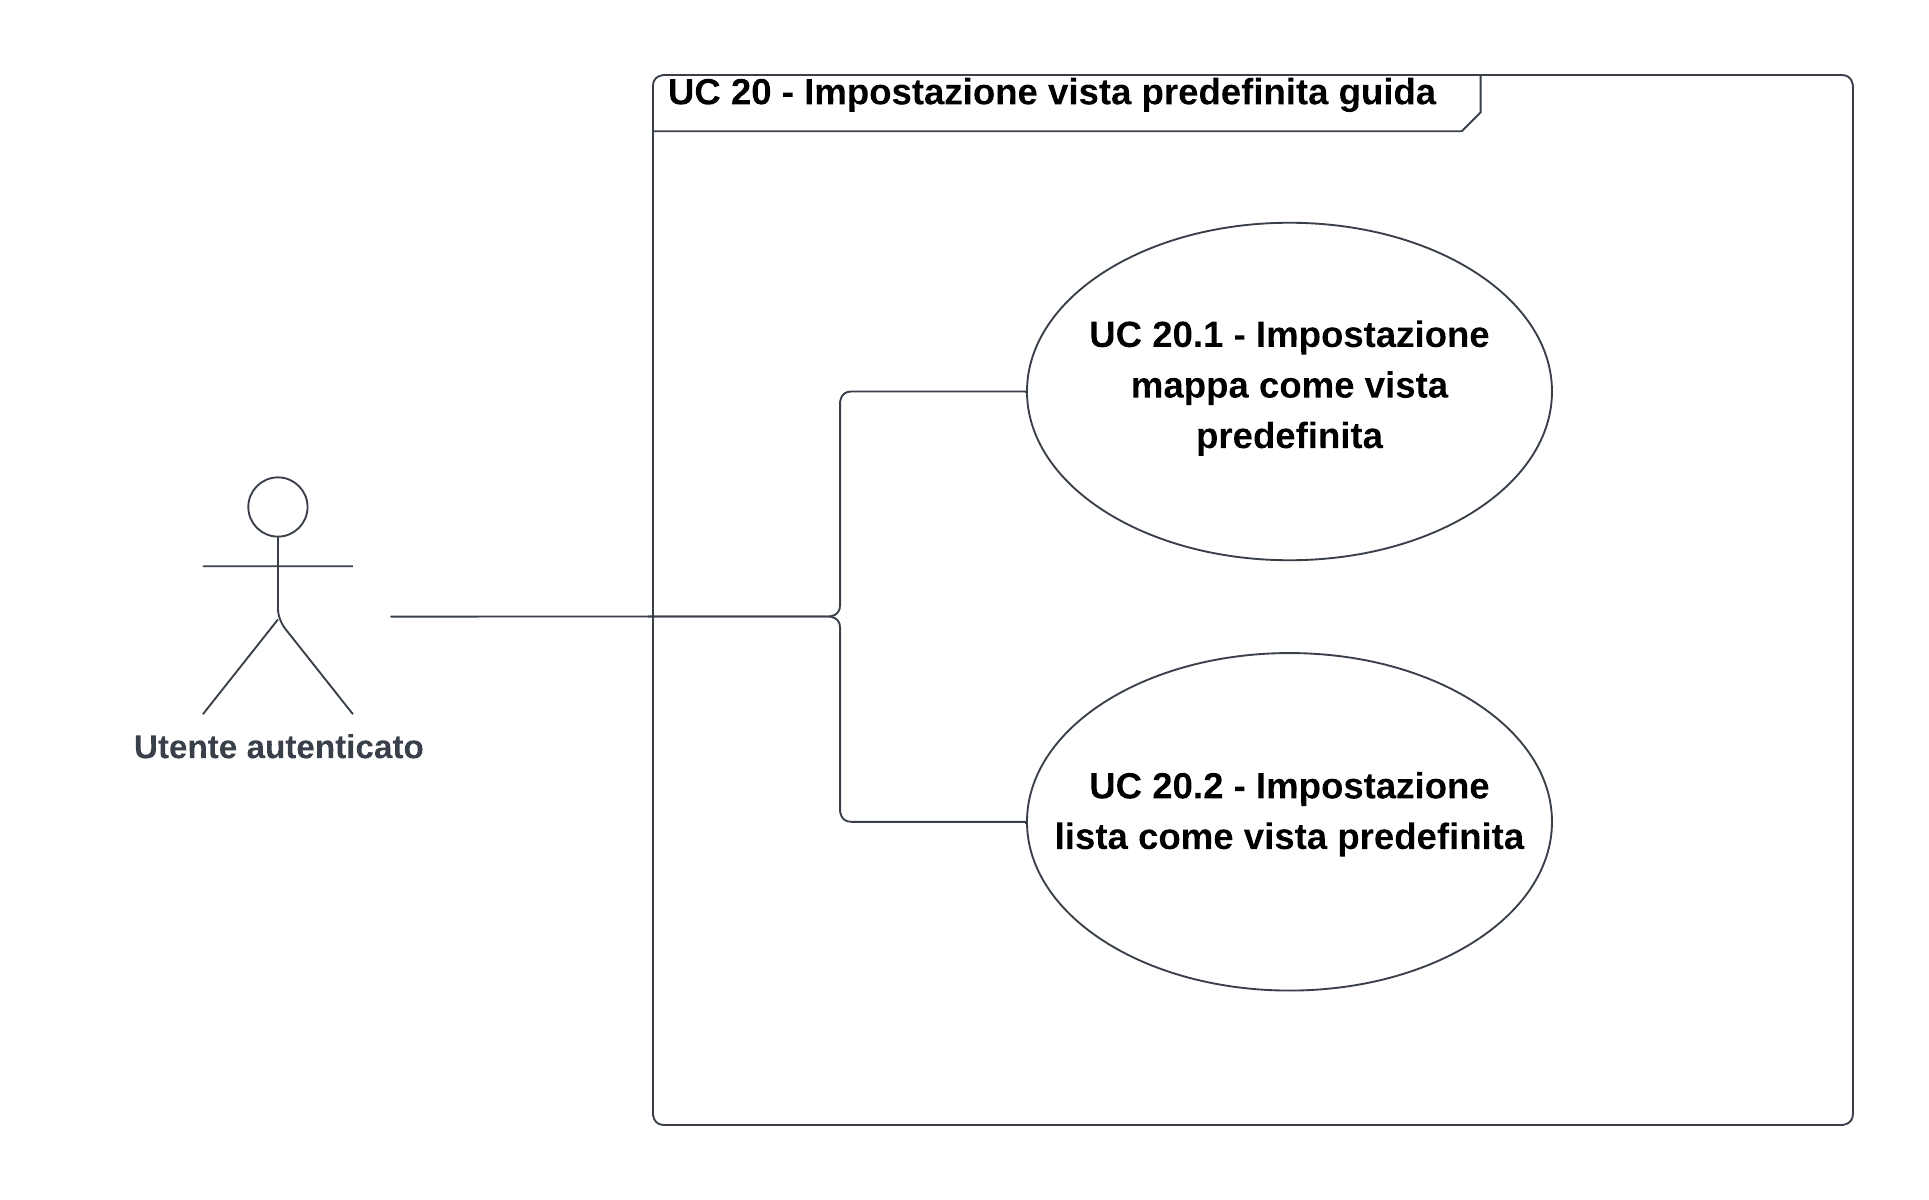 UC 20 - Impostazione vista predefinita guida
UC 20.1 - Impostazione
mappa come vista
predefinita
Utente autenticato
UC 20.2 - Impostazione
lista come vista predefinita